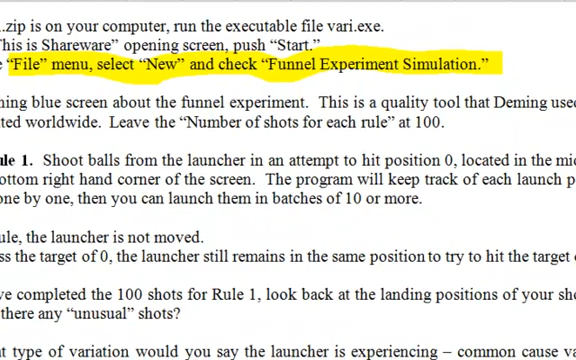 .zip is on your computer, run the executable file vari.exe.
This is Shareware” opening screen, push “Start.”
“File” menu, select “New” and check “Funnel Experiment Simulation.”
ning blue screen about the funnel experiment. This is a quality tool that Deming use
ted worldwide. Leave the “Number of shots for each rule” at 100.
ule 1. Shoot balls from the launcher in an attempt to hit position 0, located in the mi
ottom right hand corner of the screen. The program will keep track of each launch p
one by one, then you can launch them in batches of 10 or more.
ule, the launcher is not moved.
ss the target of 0, the launcher still remains in the same position to try to hit the target
ve completed the 100 shots for Rule 1, look back at the landing positions of your sh
there any “unusual” shots?
at type of variation would you say the launcher is experiencing – common cause va